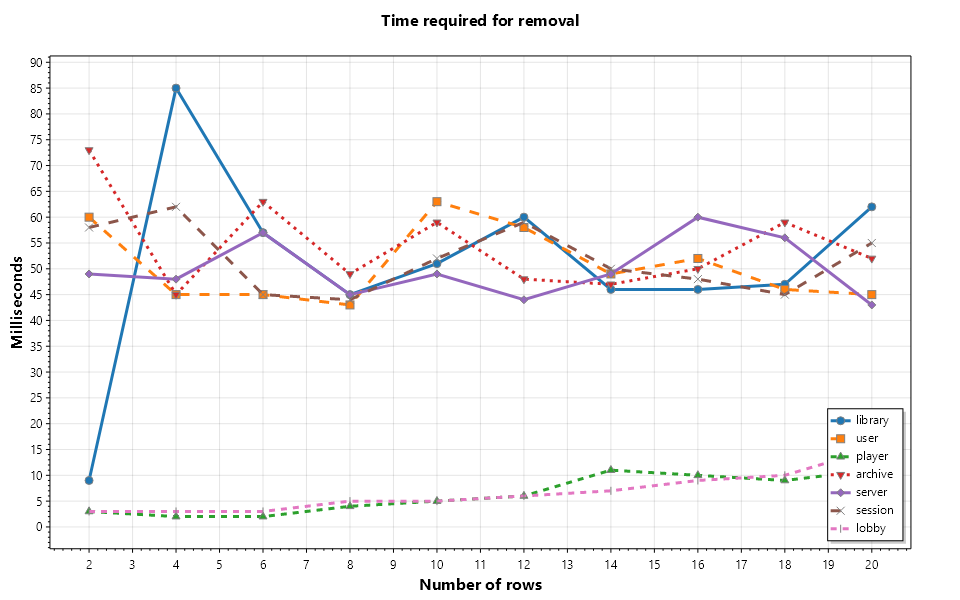 Time required for removal
90
85
80
75
70
65
60
55
50
45
40
35
30
25
20
15
10
5
0
Milliseconds
2 3 4 5 6 7 8 9 10 11 12 13 14 15 16 17 18 19 20
Number of rows
library
user
player
archive
server
session
lobby